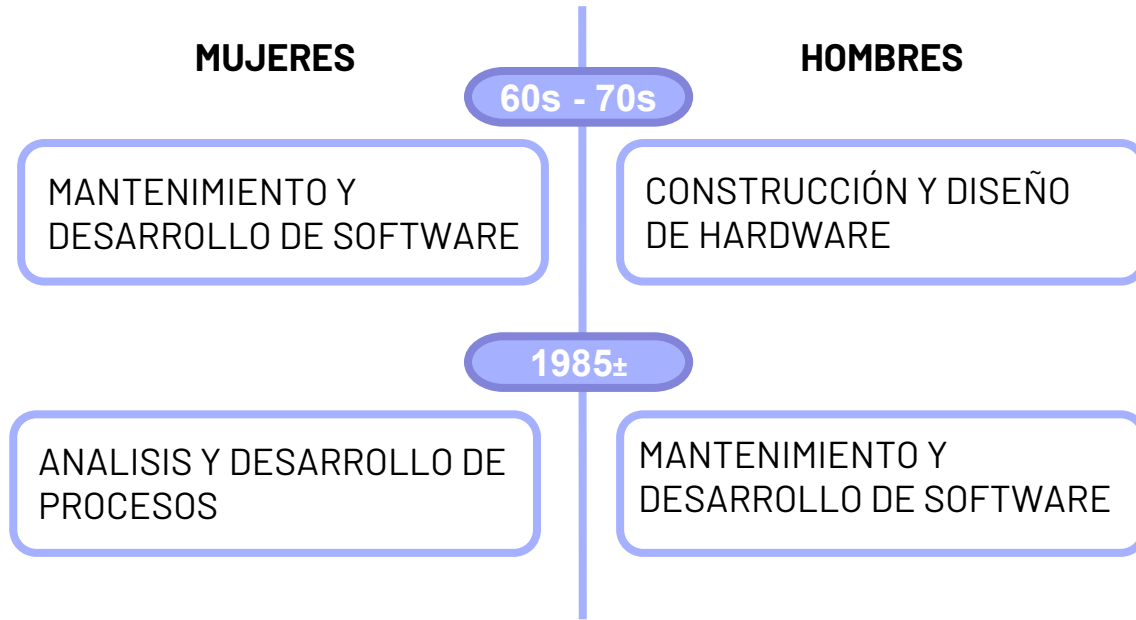 MUJERES
HOMBRES
60s - 70s
MANTENIMIENTO Y
DESARROLLO DE SOFTWARE
CONSTRUCCIÓN Y DISEÑO
DE HARDWARE
1985±
ANALISIS Y DESARROLLO DE
PROCESOS
MANTENIMIENTO Y
DESARROLLO DE SOFTWARE